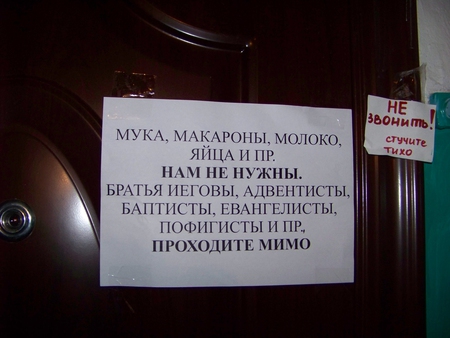 МУКА, МАКАРОНЫ, МОЛОКО,
ЯЙЦА И ПР.
НАМ НЕ НУЖНЫ.
БРАТЬЯ ИЕГОВЫ, АДВЕНТИСТЫ,
БАПТИСТЫ, ЕВАНГЕЛИСТЫ,
ПОФИГИСТЫ И ПР.,
ПРОХОДИТЕ МИМО
НЕ
ЗВОНИТЬ!
СТУЧИТЕ
ТИХО